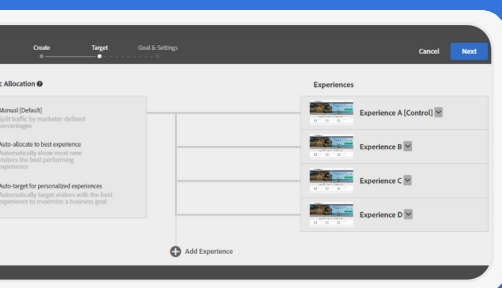 Create
Target
Goal & Settings
Cancel
Next
c Allocation
Experiences
Manual [Default]
Split traffic by marketer-defined
percentages
Auto-allocate to best experience
Automatically show most new
visitors the best performing
experience
Auto-target for personalized experiences
Automatically target visitors with the best
experience to maximize a business goal
Experience A [Control]
Experience B
Experience C
Experience D
Add Experience